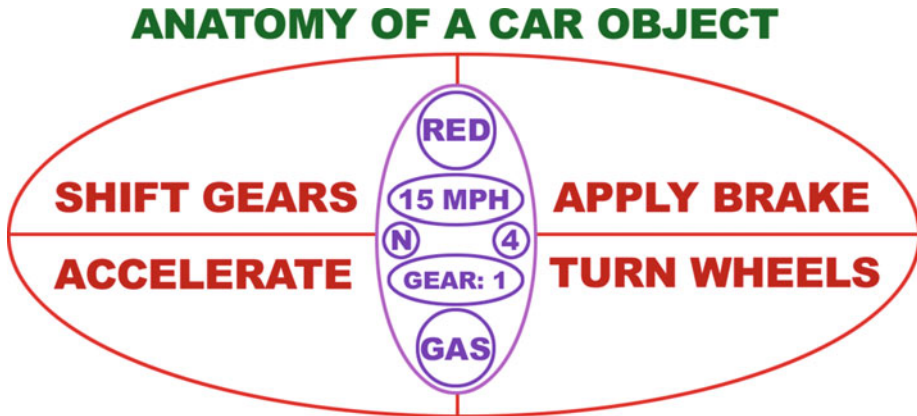 ANATOMY OF A CAR OBJECT
RED
SHIFT GEARS
15 MPH
APPLY BRAKE
N
4
ACCELERATE
GEAR: 1
TURN WHEELS
GAS